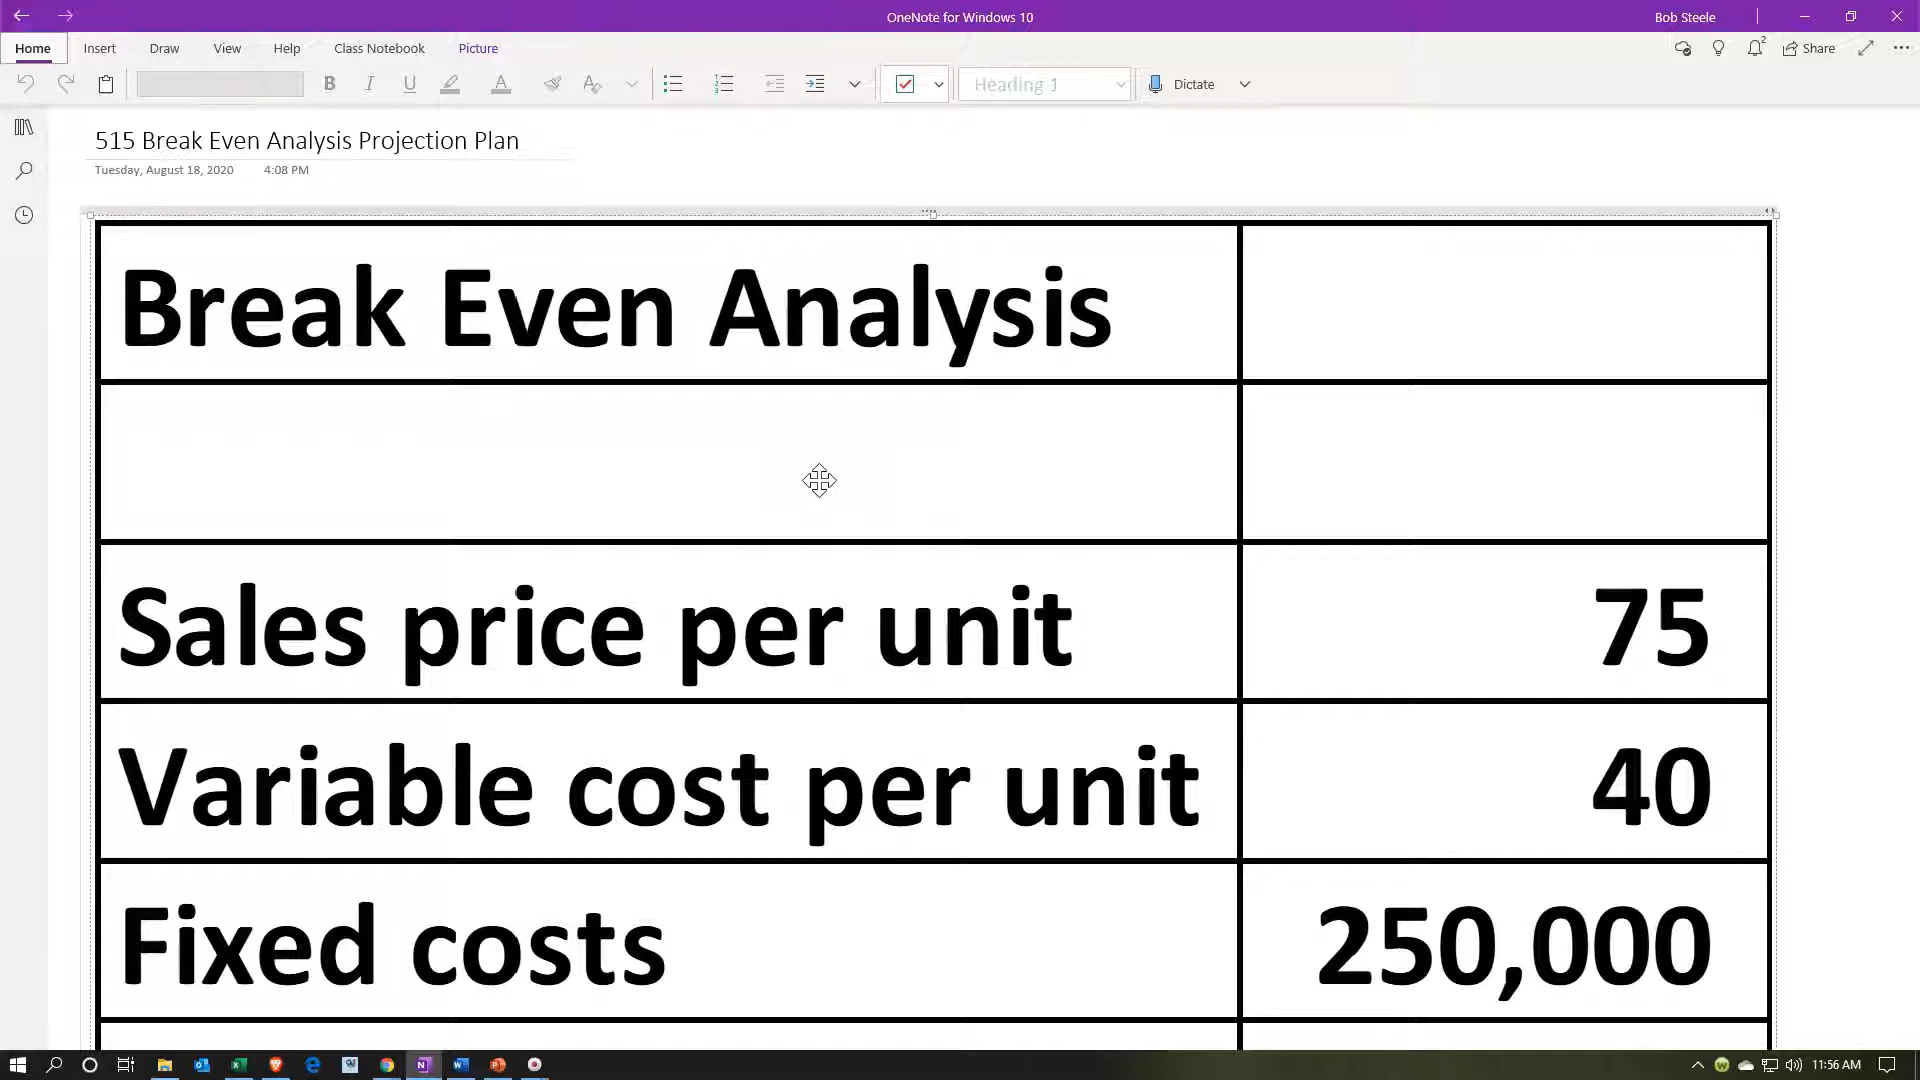 OneNote for Windows 10
Bob Steele
Home Insert Draw View Help Class Notebook Picture
2
Share
B I U A
Heading 1
Dictate
515 Break Even Analysis Projection Plan
Tuesday, August 18, 2020 4:08 PM
Break Even Analysis
Sales price per unit 75
Variable cost per unit 40
Fixed costs 250,000
11:56 AM